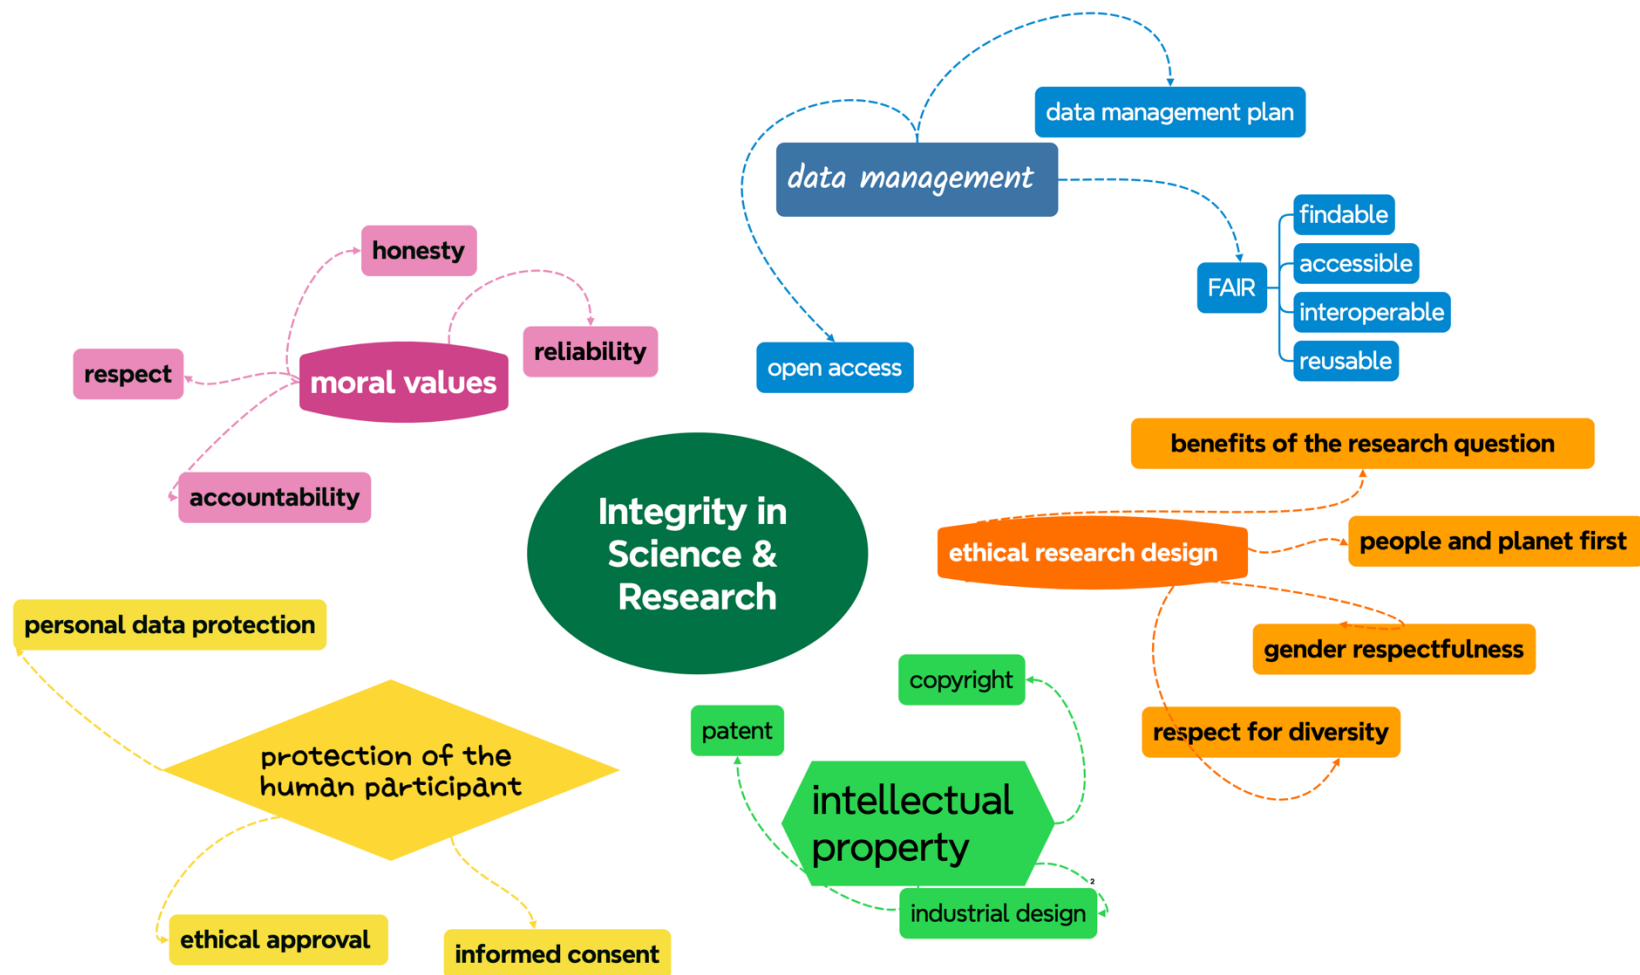 data management plan
data management
findable
accessible
FAIR
interoperable
reusable
open access
honesty
reliability
respect
moral values
accountability
Integrity in
Science &
Research
benefits of the research question
people and planet first
ethical research design
gender respectfulness
respect for diversity
personal data protection
protection of the
human participant
ethical approval
informed consent
copyright
patent
intellectual
property
2
industrial design